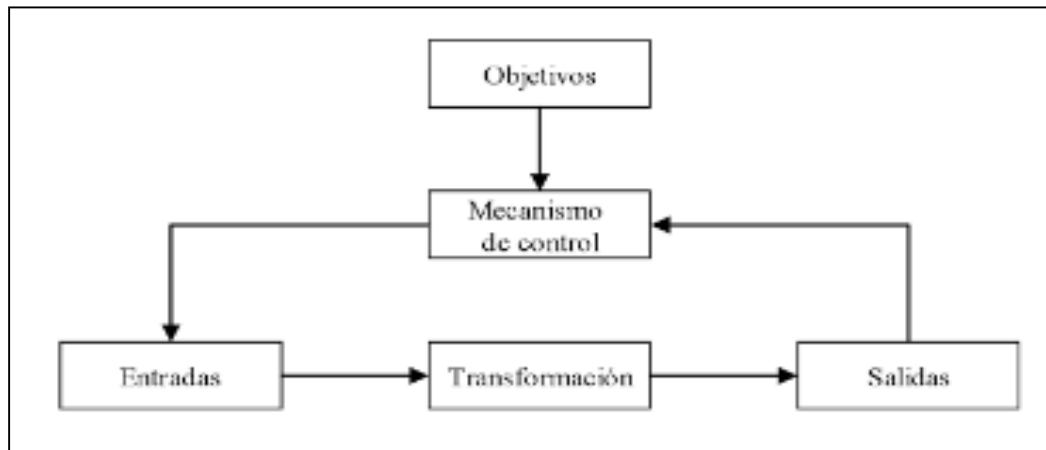 Objetivos
Mecanismo
de control
Entradas
Transformación
Salidas